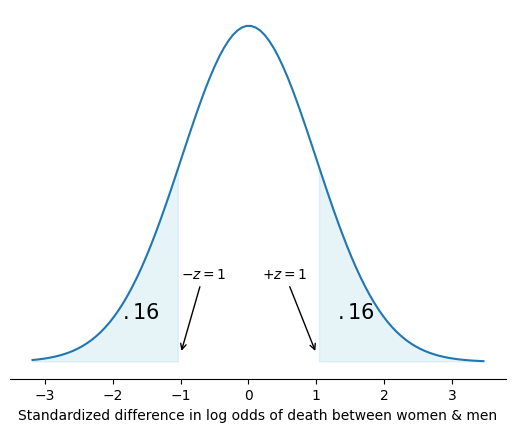 −z = 1
+z = 1
.16
.16
−3 −2 −1 0 1 2 3
Standardized difference in log odds of death between women & men